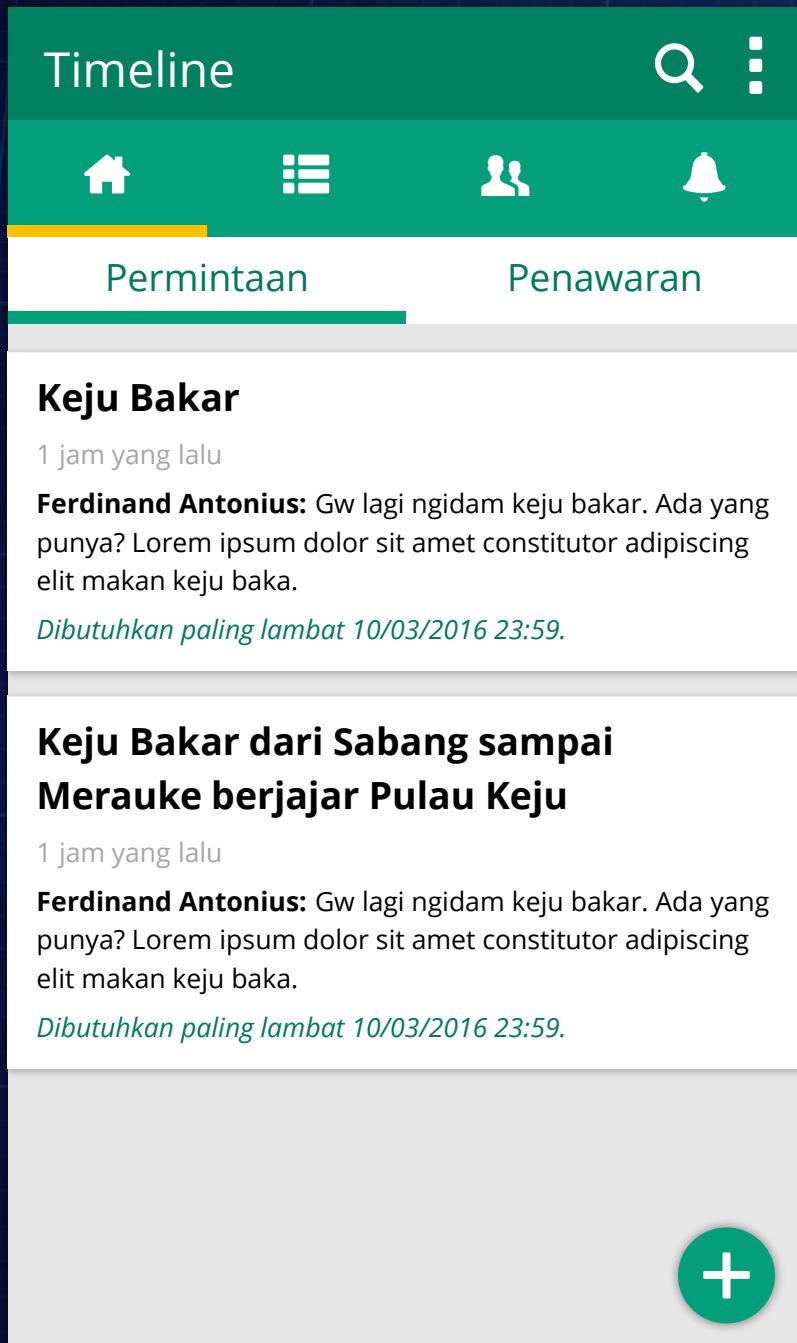 Timeline
Permintaan
Penawaran
Keju Bakar
1 jam yang lalu
Ferdinand Antonius: Gw lagi ngidam keju bakar. Ada yang
punya? Lorem ipsum dolor sit amet constitutor adipiscing
elit makan keju baka.
Dibutuhkan paling lambat 10/03/2016 23:59.
Keju Bakar dari Sabang sampai
Merauke berjajar Pulau Keju
1 jam yang lalu
Ferdinand Antonius: Gw lagi ngidam keju bakar. Ada yang
punya? Lorem ipsum dolor sit amet constitutor adipiscing
elit makan keju baka.
Dibutuhkan paling lambat 10/03/2016 23:59.